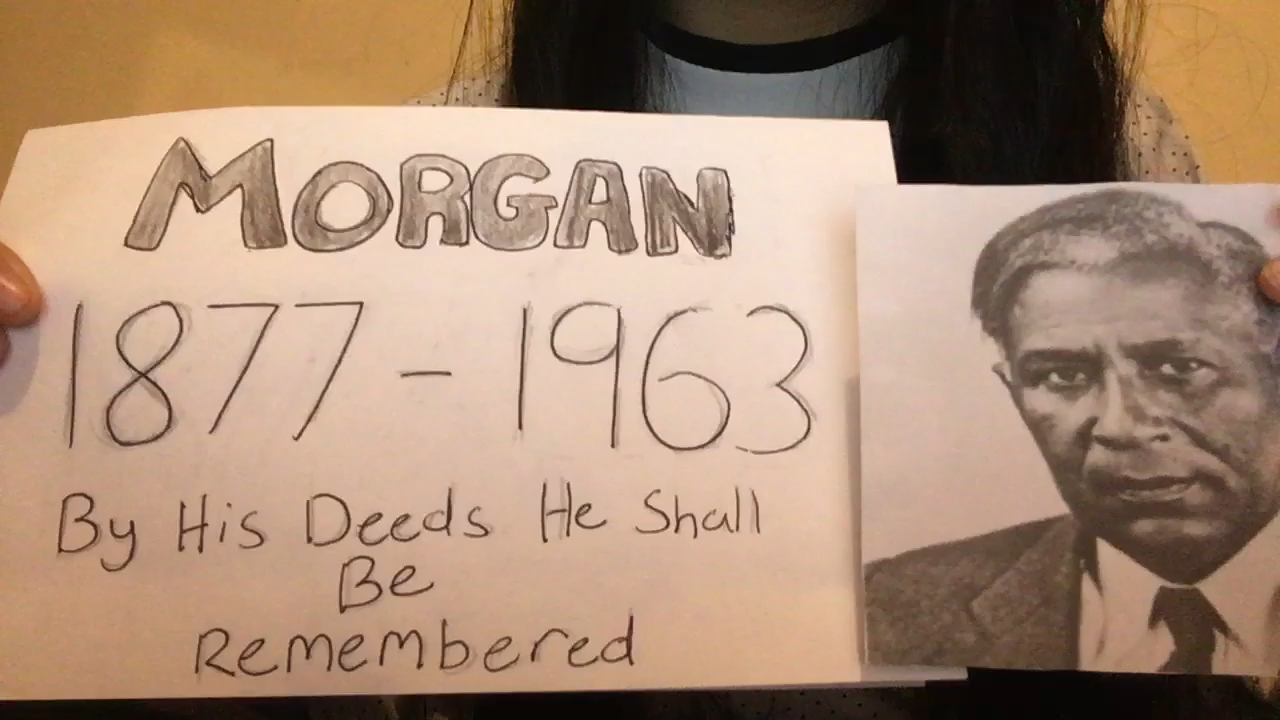 MORGAN
1877 - 1963
By His Deeds He Shall
Be
Remembered